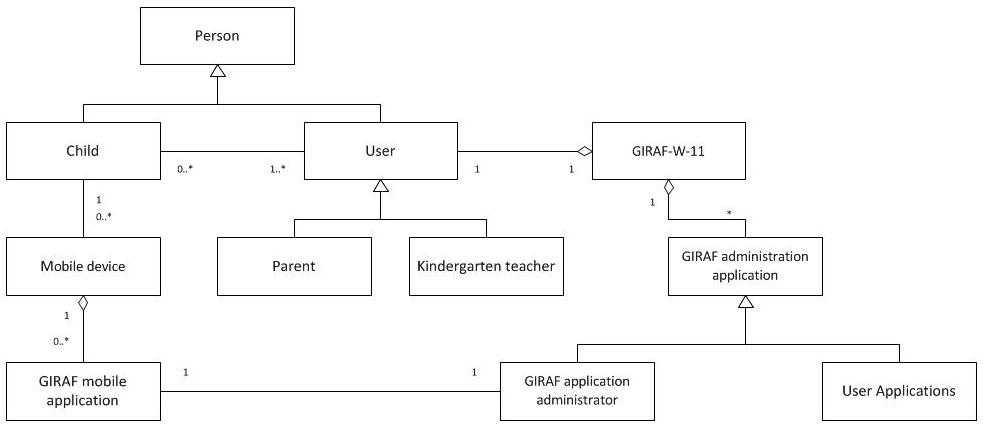 Person
Child
User
GIRAF-W-11
0..*
1..*
1
1
1
0..*
1
*
Mobile device
Parent
Kindergarten teacher
GIRAF administration
application
1
0..*
GIRAF mobile
application
1
1
GIRAF application
administrator
User Applications